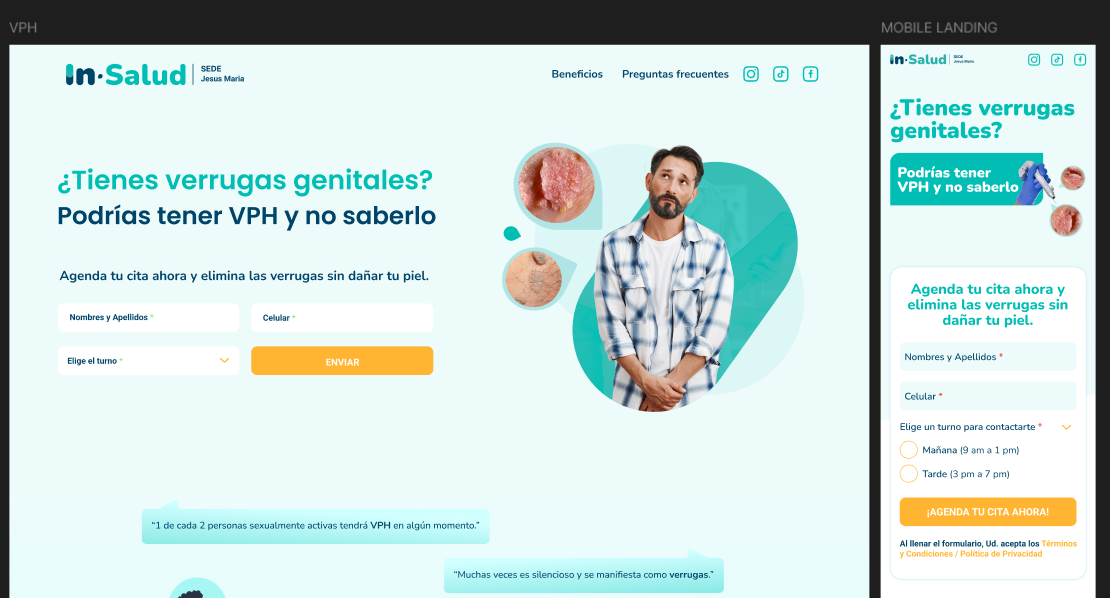 VPH
In·Salud
SEDE
Jesus Maria
Beneficios
Preguntas frecuentes
¿Tienes verrugas genitales?
Podrías tener VPH y no saberlo
Agenda tu cita ahora y elimina las verrugas sin dañar tu piel.
Nombres y Apellidos *
Celular *
Elige el turno *
ENVIAR
“1 de cada 2 personas sexualmente activas tendrá VPH en algún momento.”
“Muchas veces es silencioso y se manifiesta como verrugas.”
MOBILE LANDING
In·Salud
SEDE
Jesus Maria
¿Tienes verrugas
genitales?
Podrías tener
VPH y no saberlo
Agenda tu cita ahora y
elimina las verrugas sin
dañar tu piel.
Nombres y Apellidos *
Celular *
Elige un turno para contactarte *
Mañana (9 am a 1 pm)
Tarde (3 pm a 7 pm)
¡AGENDA TU CITA AHORA!
Al llenar el formulario, Ud. acepta los Términos
y Condiciones / Política de Privacidad